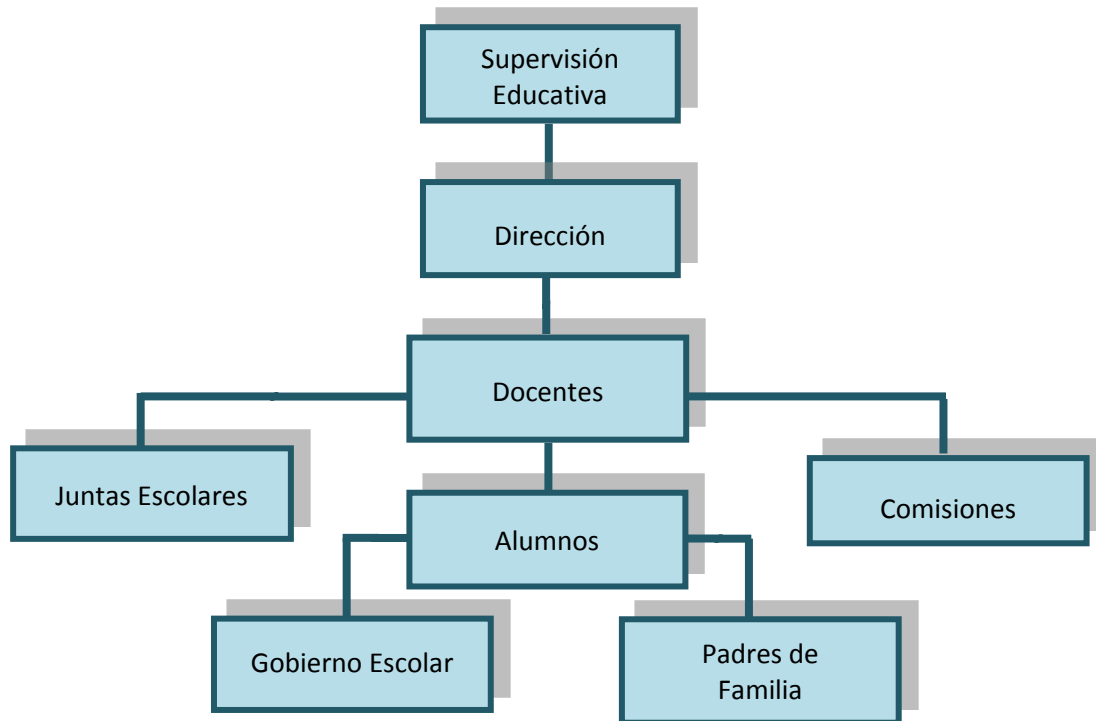 Supervisión
Educativa
Dirección
Docentes
Juntas Escolares
Comisiones
Alumnos
Gobierno Escolar
Padres de
Familia